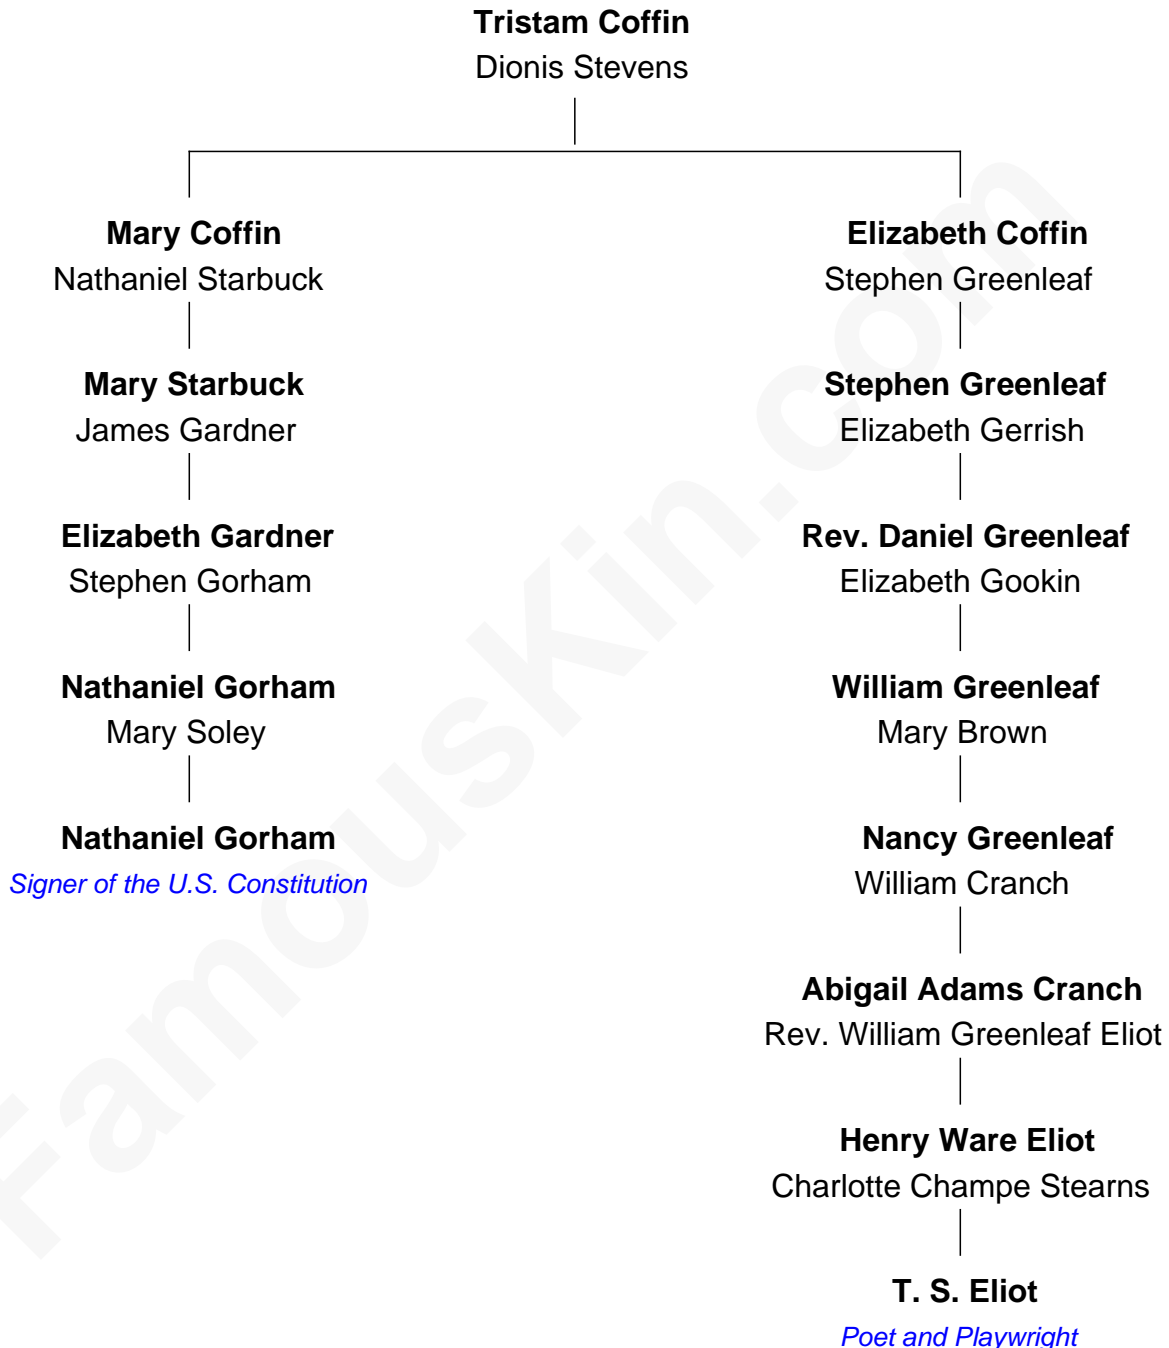 Tristam Coffin
Dionis Stevens
Mary Coffin
Nathaniel Starbuck
Mary Starbuck
James Gardner
Elizabeth Gardner
Stephen Gorham
Nathaniel Gorham
Mary Soley
Nathaniel Gorham
Signer of the U.S. Constitution
Elizabeth Coffin
Stephen Greenleaf
Stephen Greenleaf
Elizabeth Gerrish
Rev. Daniel Greenleaf
Elizabeth Gookin
William Greenleaf
Mary Brown
Nancy Greenleaf
William Cranch
Abigail Adams Cranch
Rev. William Greenleaf Eliot
Henry Ware Eliot
Charlotte Champe Stearns
T. S. Eliot
Poet and Playwright
FamousKin.com